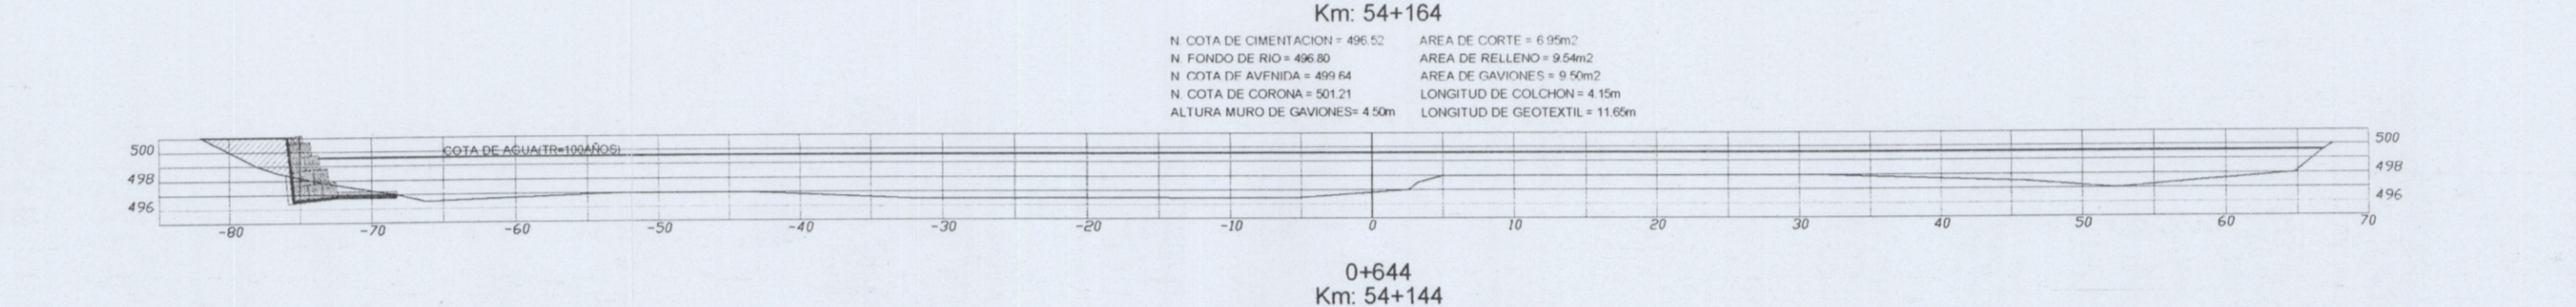 Km: 54+164
N. COTA DE CIMENTACION = 496.52 AREA DE CORTE = 6.95m2
N. FONDO DE RIO = 496.80 AREA DE RELLENO = 9.54m2
N. COTA DE AVENIDA = 499.64 AREA DE GAVIONES = 9.50m2
N. COTA DE CORONA = 501.21 LONGITUD DE COLCHON = 4.15m
ALTURA MURO DE GAVIONES= 4.50m LONGITUD DE GEOTEXTIL = 11.65m
500 COTA DE AGUA(TR=100AÑOS) 500
498 498
496 496
-80 -70 -60 -50 -40 -30 -20 -10 0 10 20 30 40 50 60 70
0+644
Km: 54+144